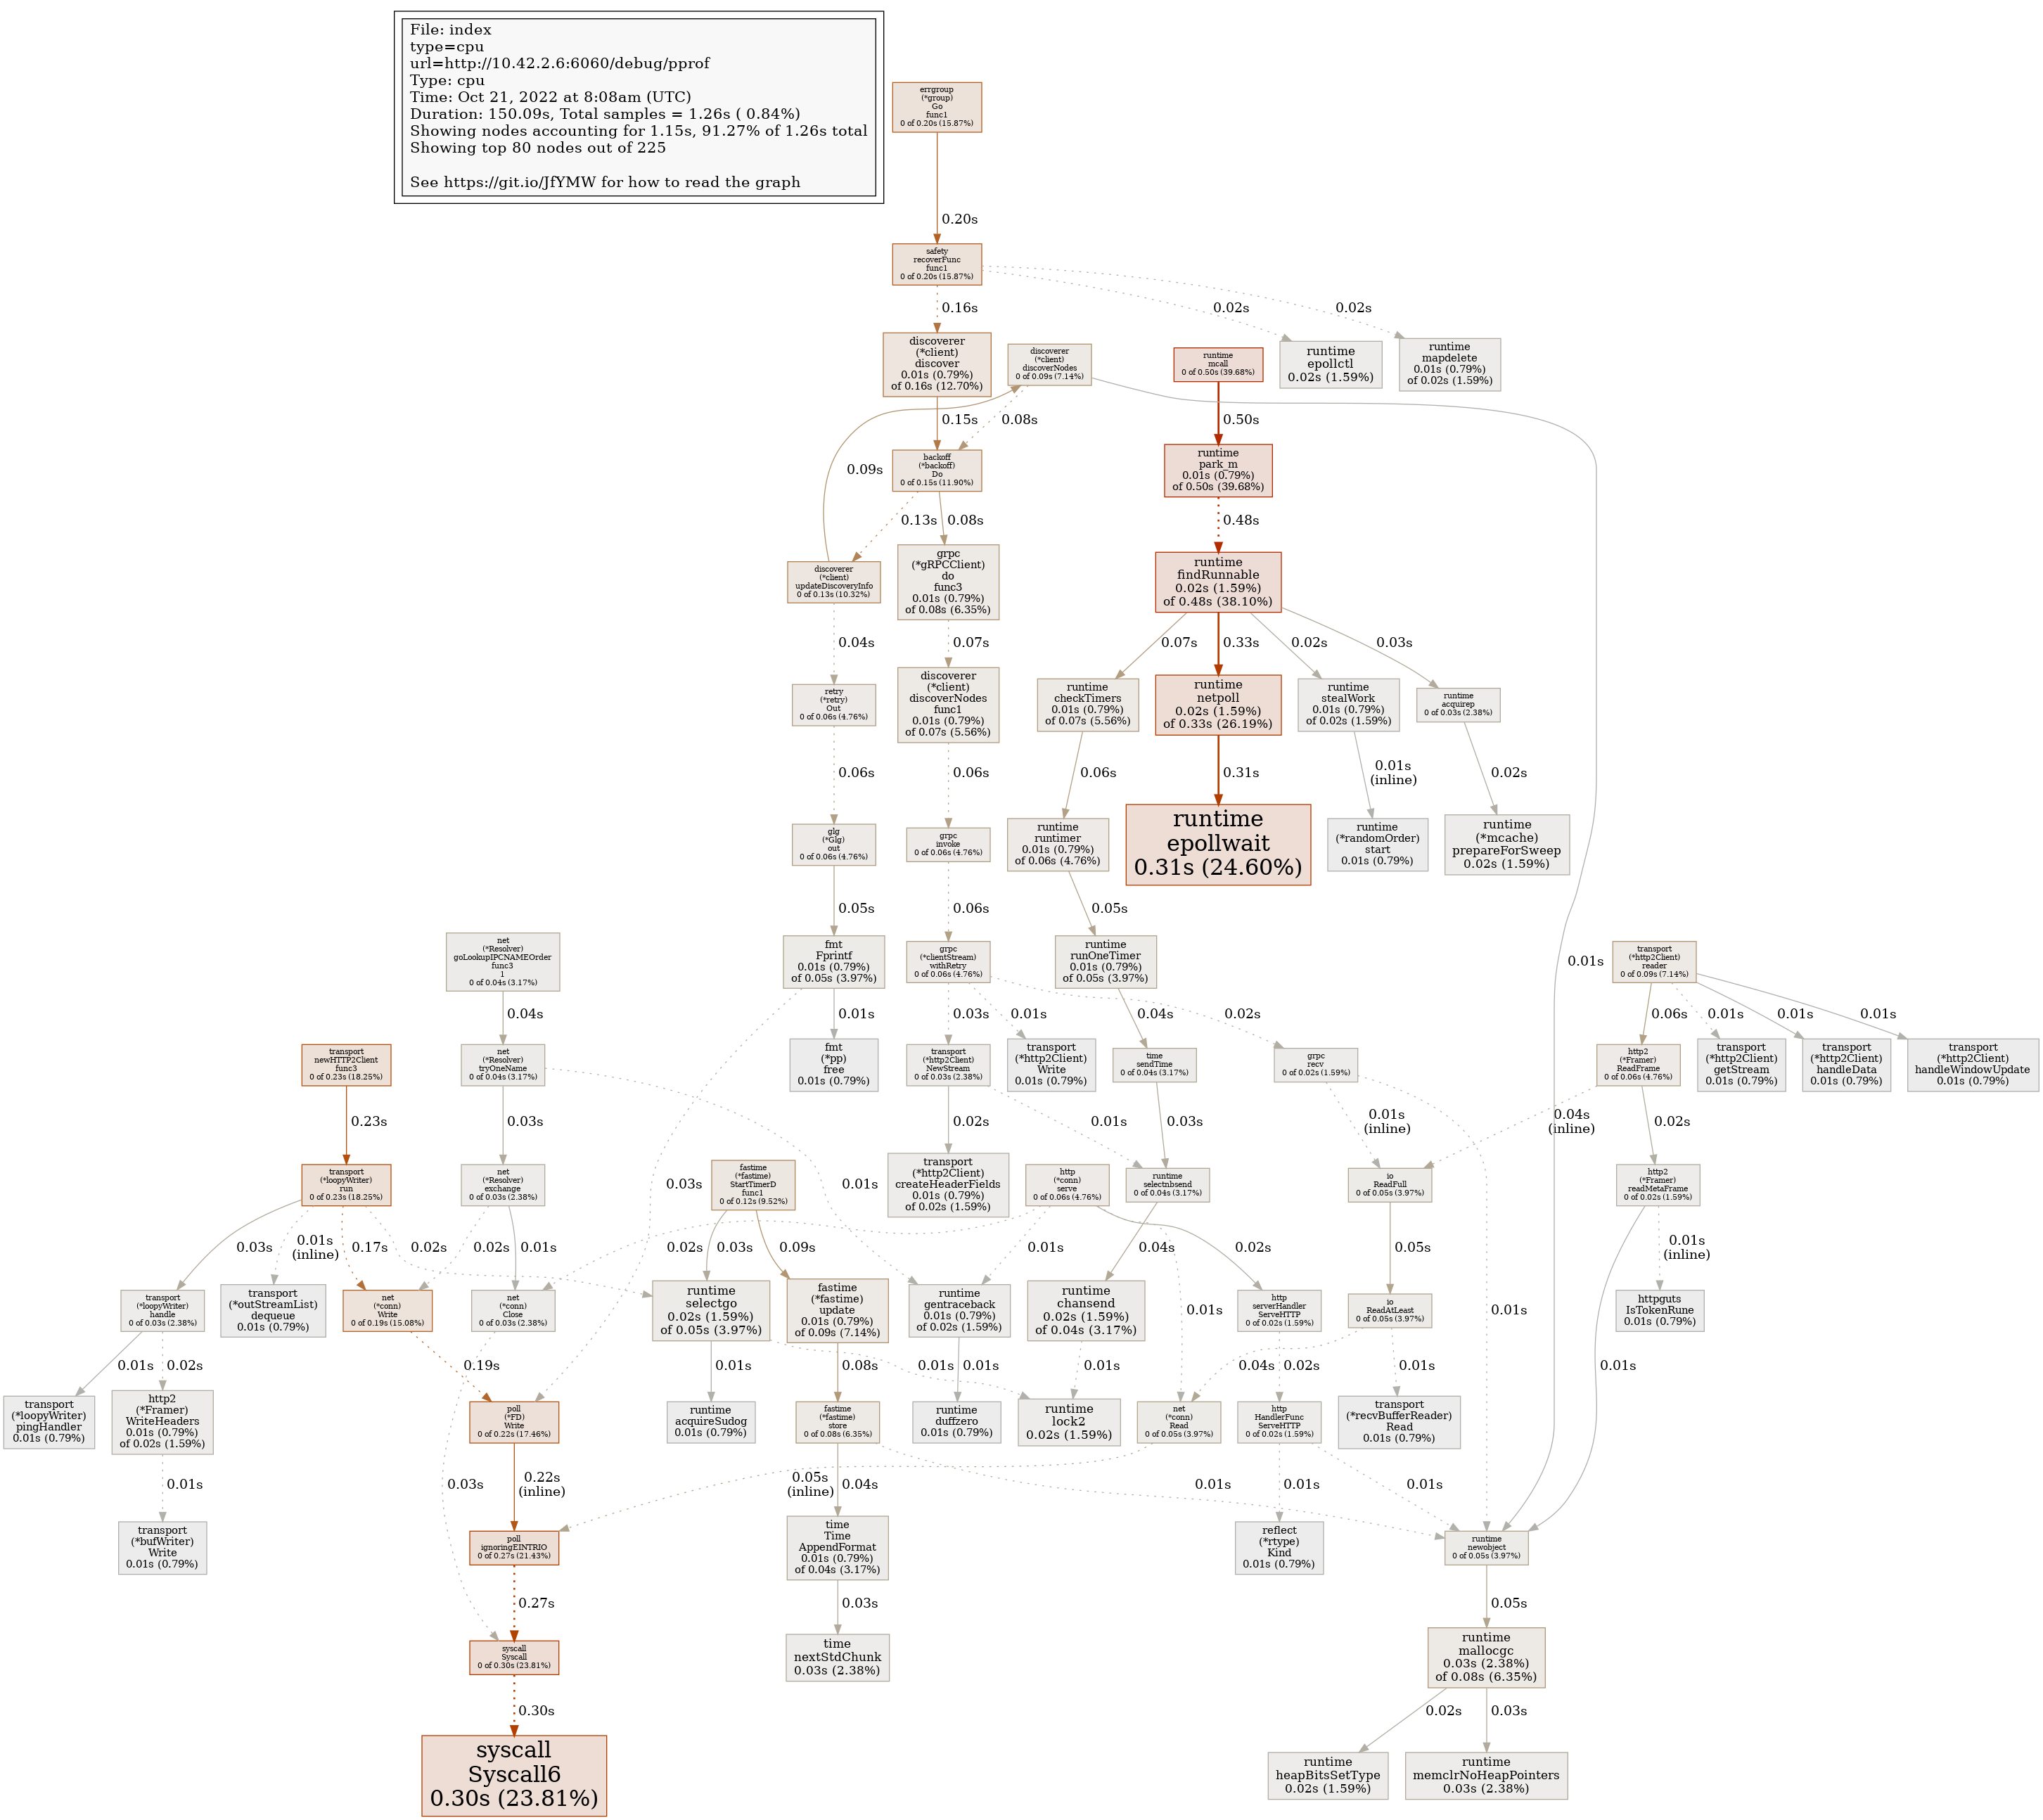 File: index
type=cpu
url=http://10.42.2.6:6060/debug/pprof
Type: cpu
Time: Oct 21, 2022 at 8:08am (UTC)
Duration: 150.09s, Total samples = 1.26s ( 0.84%)
Showing nodes accounting for 1.15s, 91.27% of 1.26s total
Showing top 80 nodes out of 225
See https://git.io/JfYMW for how to read the graph
errgroup
(*group)
Go
func1
0 of 0.20s (15.87%)
0.20s
safety
recoverFunc
func1
0 of 0.20s (15.87%)
0.16s
0.02s
0.02s
discoverer
(*client)
discover
0.01s (0.79%)
of 0.16s (12.70%)
discoverer
(*client)
discoverNodes
0 of 0.09s (7.14%)
runtime
mcall
0 of 0.50s (39.68%)
runtime
epollctl
0.02s (1.59%)
runtime
mapdelete
0.01s (0.79%)
of 0.02s (1.59%)
0.15s
0.08s
0.50s
0.09s
backoff
(*backoff)
Do
0 of 0.15s (11.90%)
runtime
park_m
0.01s (0.79%)
of 0.50s (39.68%)
0.13s
0.08s
0.48s
discoverer
(*client)
updateDiscoveryInfo
0 of 0.13s (10.32%)
grpc
(*gRPCClient)
do
func3
0.01s (0.79%)
of 0.08s (6.35%)
runtime
findRunnable
0.02s (1.59%)
of 0.48s (38.10%)
0.04s
0.07s
0.07s
0.33s
0.02s
0.03s
retry
(*retry)
Out
0 of 0.06s (4.76%)
discoverer
(*client)
discoverNodes
func1
0.01s (0.79%)
of 0.07s (5.56%)
runtime
checkTimers
0.01s (0.79%)
of 0.07s (5.56%)
runtime
netpoll
0.02s (1.59%)
of 0.33s (26.19%)
runtime
stealWork
0.01s (0.79%)
of 0.02s (1.59%)
runtime
acquirep
0 of 0.03s (2.38%)
0.06s
0.06s
0.06s
0.31s
0.01s
(inline)
0.02s
glg
(*Glg)
out
0 of 0.06s (4.76%)
grpc
invoke
0 of 0.06s (4.76%)
runtime
runtimer
0.01s (0.79%)
of 0.06s (4.76%)
runtime
epollwait
0.31s (24.60%)
runtime
(*randomOrder)
start
0.01s (0.79%)
runtime
(*mcache)
prepareForSweep
0.02s (1.59%)
0.05s
0.06s
0.05s
0.01s
net
(*Resolver)
goLookupIPCNAMEOrder
func3
1
0 of 0.04s (3.17%)
fmt
Fprintf
0.01s (0.79%)
of 0.05s (3.97%)
grpc
(*clientStream)
withRetry
0 of 0.06s (4.76%)
runtime
runOneTimer
0.01s (0.79%)
of 0.05s (3.97%)
transport
(*http2Client)
reader
0 of 0.09s (7.14%)
0.04s
0.01s
0.03s
0.01s
0.04s
0.02s
0.06s
0.01s
0.01s
0.01s
transport
newHTTP2Client
func3
0 of 0.23s (18.25%)
net
(*Resolver)
tryOneName
0 of 0.04s (3.17%)
fmt
(*pp)
free
0.01s (0.79%)
transport
(*http2Client)
NewStream
0 of 0.03s (2.38%)
transport
(*http2Client)
Write
0.01s (0.79%)
time
sendTime
0 of 0.04s (3.17%)
grpc
recv
0 of 0.02s (1.59%)
http2
(*Framer)
ReadFrame
0 of 0.06s (4.76%)
transport
(*http2Client)
getStream
0.01s (0.79%)
transport
(*http2Client)
handleData
0.01s (0.79%)
transport
(*http2Client)
handleWindowUpdate
0.01s (0.79%)
0.23s
0.03s
0.02s
0.01s
0.03s
0.01s
(inline)
0.04s
(inline)
0.02s
transport
(*loopyWriter)
run
0 of 0.23s (18.25%)
net
(*Resolver)
exchange
0 of 0.03s (2.38%)
fastime
(*fastime)
StartTimerD
func1
0 of 0.12s (9.52%)
0.03s
0.01s
transport
(*http2Client)
createHeaderFields
0.01s (0.79%)
of 0.02s (1.59%)
http
(*conn)
serve
0 of 0.06s (4.76%)
runtime
selectnbsend
0 of 0.04s (3.17%)
io
ReadFull
0 of 0.05s (3.97%)
http2
(*Framer)
readMetaFrame
0 of 0.02s (1.59%)
0.03s
0.01s
(inline)
0.17s
0.02s
0.02s
0.01s
0.02s
0.03s
0.09s
0.01s
0.04s
0.02s
0.05s
0.01s
(inline)
transport
(*loopyWriter)
handle
0 of 0.03s (2.38%)
transport
(*outStreamList)
dequeue
0.01s (0.79%)
net
(*conn)
Write
0 of 0.19s (15.08%)
net
(*conn)
Close
0 of 0.03s (2.38%)
runtime
selectgo
0.02s (1.59%)
of 0.05s (3.97%)
fastime
(*fastime)
update
0.01s (0.79%)
of 0.09s (7.14%)
runtime
gentraceback
0.01s (0.79%)
of 0.02s (1.59%)
runtime
chansend
0.02s (1.59%)
of 0.04s (3.17%)
0.01s
http
serverHandler
ServeHTTP
0 of 0.02s (1.59%)
io
ReadAtLeast
0 of 0.05s (3.97%)
0.01s
httpguts
IsTokenRune
0.01s (0.79%)
0.01s
0.02s
0.19s
0.01s
0.08s
0.01s
0.01s
0.01s
0.04s
0.02s
0.01s
0.01s
transport
(*loopyWriter)
pingHandler
0.01s (0.79%)
http2
(*Framer)
WriteHeaders
0.01s (0.79%)
of 0.02s (1.59%)
poll
(*FD)
Write
0 of 0.22s (17.46%)
runtime
acquireSudog
0.01s (0.79%)
fastime
(*fastime)
store
0 of 0.08s (6.35%)
runtime
duffzero
0.01s (0.79%)
runtime
lock2
0.02s (1.59%)
net
(*conn)
Read
0 of 0.05s (3.97%)
http
HandlerFunc
ServeHTTP
0 of 0.02s (1.59%)
transport
(*recvBufferReader)
Read
0.01s (0.79%)
0.01s
0.03s
0.22s
(inline)
0.05s
(inline)
0.04s
0.01s
0.01s
0.01s
transport
(*bufWriter)
Write
0.01s (0.79%)
poll
ignoringEINTRIO
0 of 0.27s (21.43%)
time
Time
AppendFormat
0.01s (0.79%)
of 0.04s (3.17%)
reflect
(*rtype)
Kind
0.01s (0.79%)
runtime
newobject
0 of 0.05s (3.97%)
0.27s
0.03s
0.05s
syscall
Syscall
0 of 0.30s (23.81%)
time
nextStdChunk
0.03s (2.38%)
runtime
mallocgc
0.03s (2.38%)
of 0.08s (6.35%)
0.30s
0.02s
0.03s
syscall
Syscall6
0.30s (23.81%)
runtime
heapBitsSetType
0.02s (1.59%)
runtime
memclrNoHeapPointers
0.03s (2.38%)